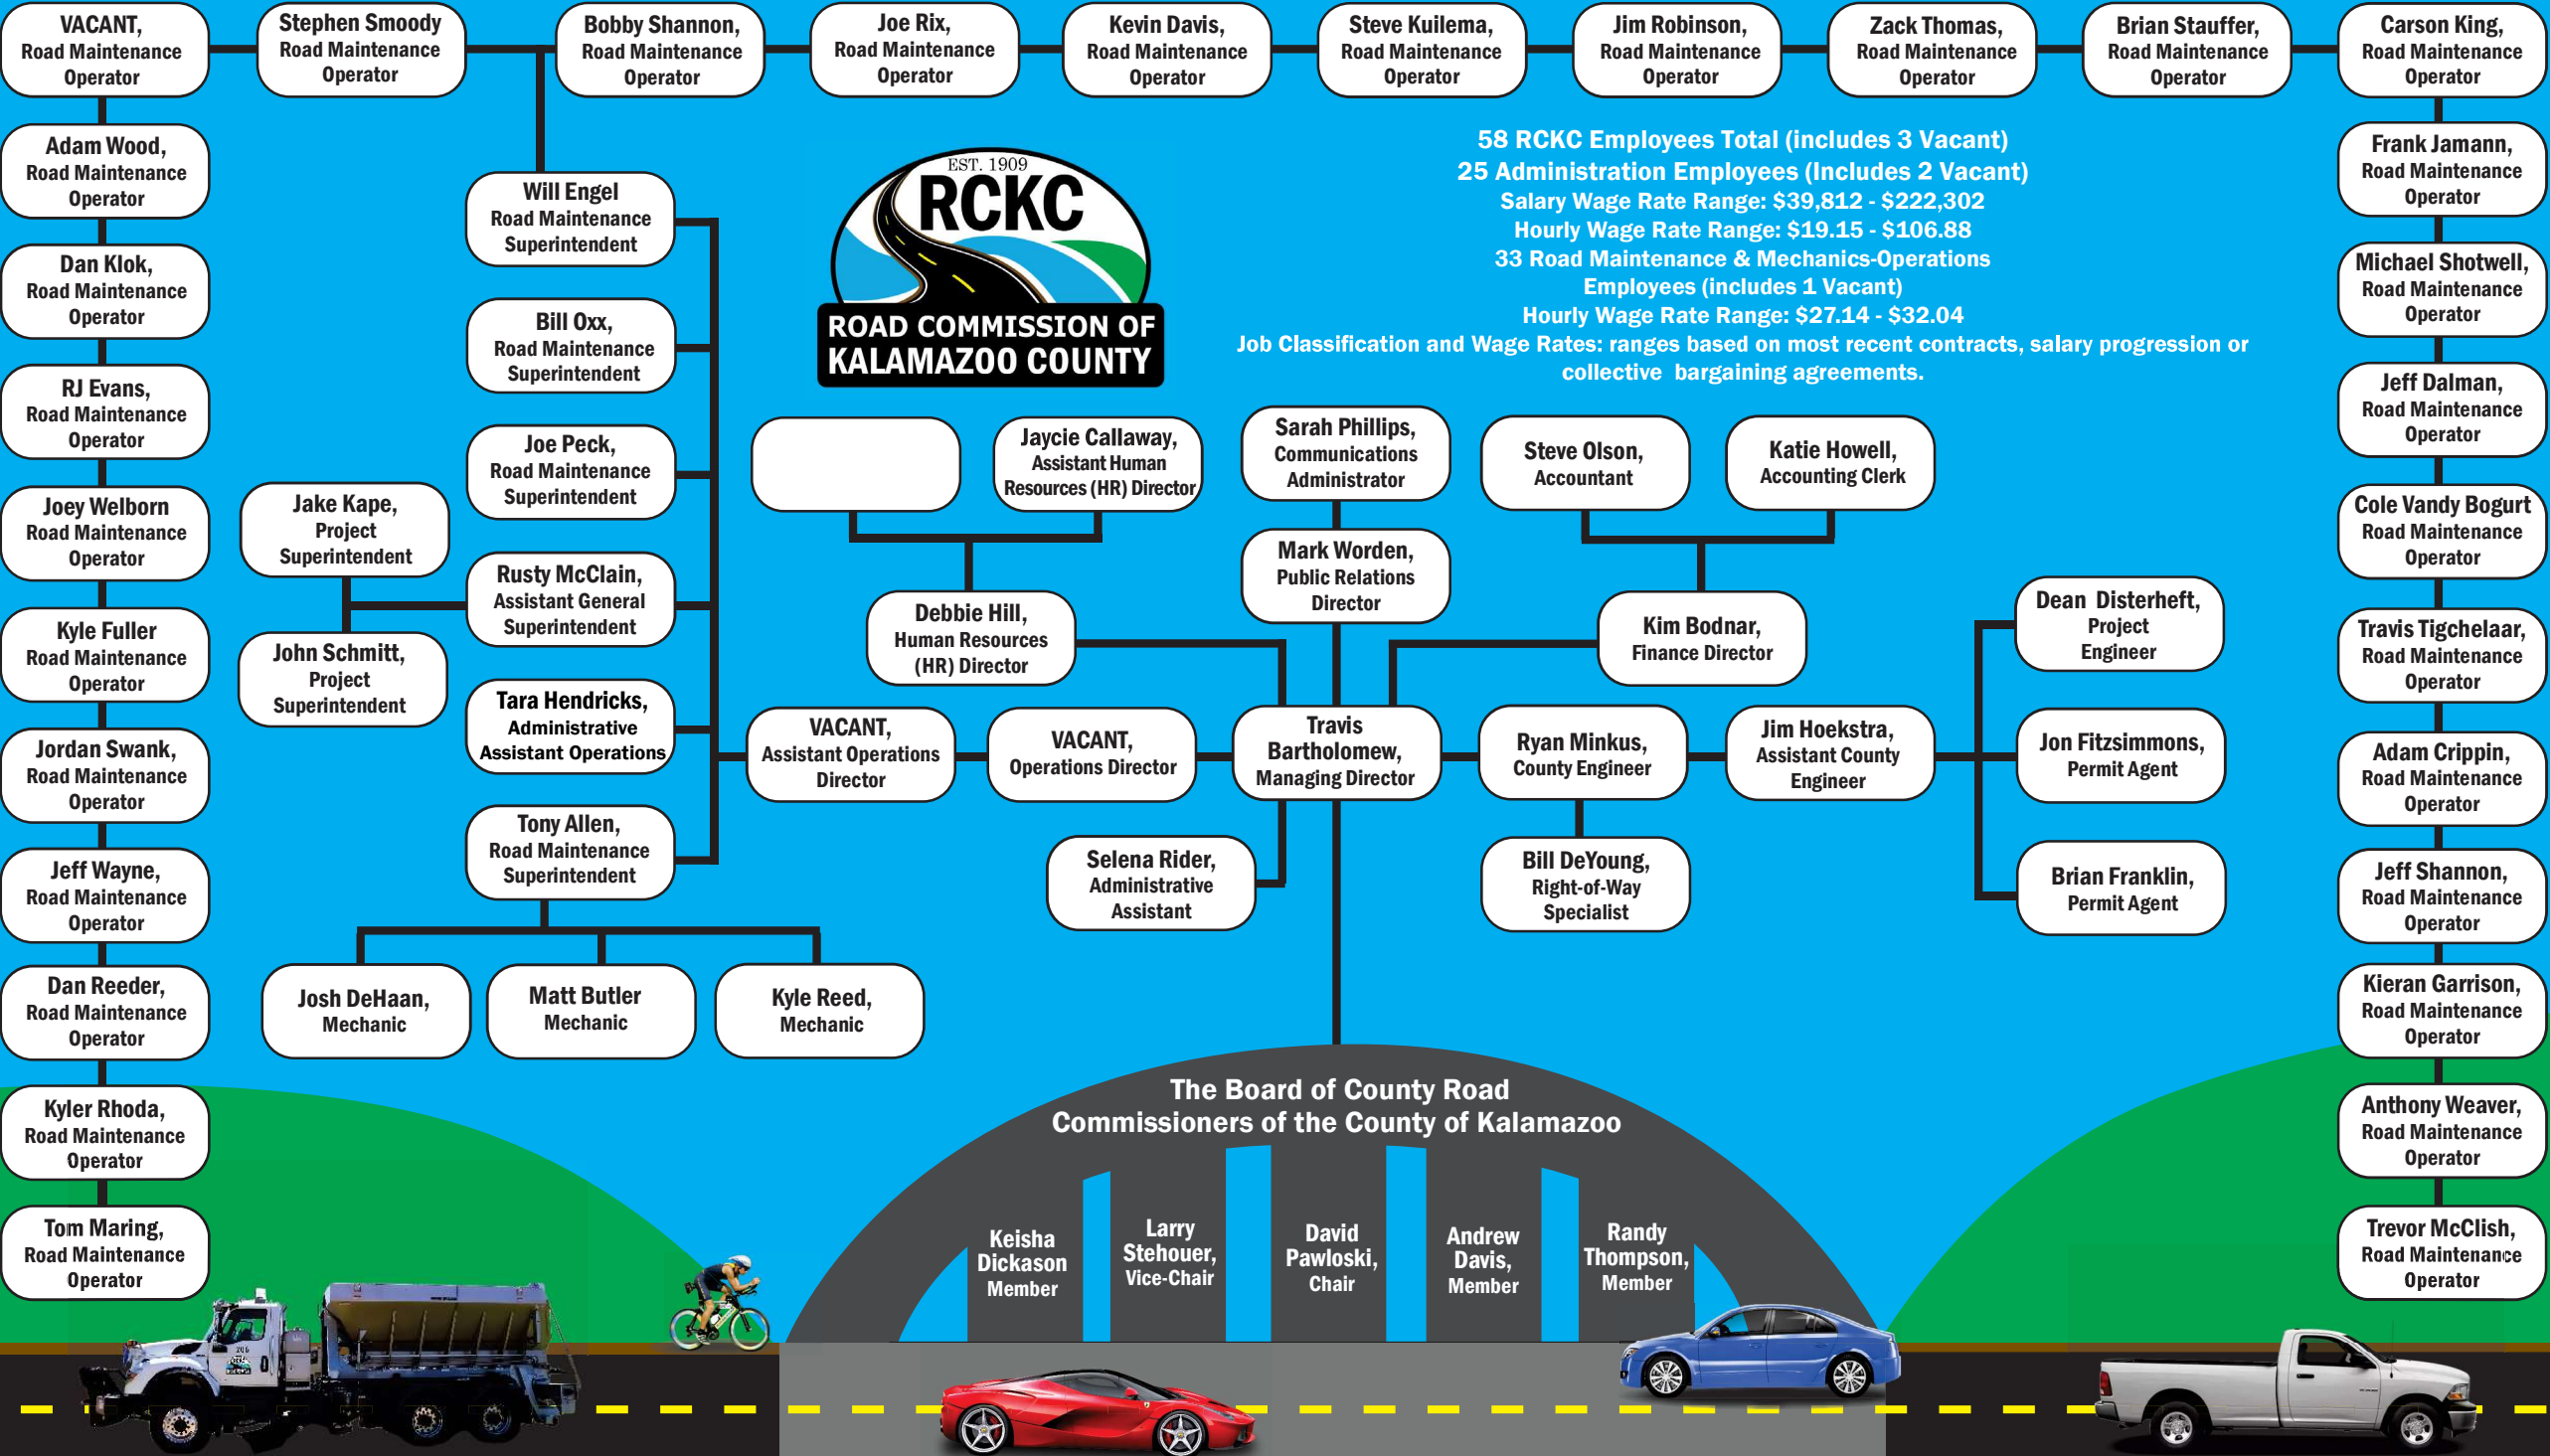 VACANT,
Road Maintenance
Operator
Stephen Smoody
Road Maintenance
Operator
Bobby Shannon,
Road Maintenance
Operator
Joe Rix,
Road Maintenance
Operator
Kevin Davis,
Road Maintenance
Operator
Steve Kuilema,
Road Maintenance
Operator
Jim Robinson,
Road Maintenance
Operator
Zack Thomas,
Road Maintenance
Operator
Brian Stauffer,
Road Maintenance
Operator
Carson King,
Road Maintenance
Operator
Adam Wood,
Road Maintenance
Operator
Dan Klok,
Road Maintenance
Operator
RJ Evans,
Road Maintenance
Operator
Joey Welborn
Road Maintenance
Operator
Kyle Fuller
Road Maintenance
Operator
Jordan Swank,
Road Maintenance
Operator
Jeff Wayne,
Road Maintenance
Operator
Dan Reeder,
Road Maintenance
Operator
Kyler Rhoda,
Road Maintenance
Operator
Tom Maring,
Road Maintenance
Operator
Will Engel
Road Maintenance
Superintendent
Bill Oxx,
Road Maintenance
Superintendent
Joe Peck,
Road Maintenance
Superintendent
Jake Kape,
Project
Superintendent
Rusty McClain,
Assistant General
Superintendent
John Schmitt,
Project
Superintendent
Tara Hendricks,
Administrative
Assistant Operations
Tony Allen,
Road Maintenance
Superintendent
Josh DeHaan,
Mechanic
Matt Butler
Mechanic
Kyle Reed,
Mechanic
EST. 1909
RCKC
ROAD COMMISSION OF
KALAMAZOO COUNTY
58 RCKC Employees Total (includes 3 Vacant)
25 Administration Employees (Includes 2 Vacant)
Salary Wage Rate Range: $39,812 - $222,302
Hourly Wage Rate Range: $19.15 - $106.88
33 Road Maintenance & Mechanics-Operations
Employees (includes 1 Vacant)
Hourly Wage Rate Range: $27.14 - $32.04
Job Classification and Wage Rates: ranges based on most recent contracts, salary progression or
collective bargaining agreements.
Jaycie Callaway,
Assistant Human
Resources (HR) Director
Sarah Phillips,
Communications
Administrator
Steve Olson,
Accountant
Katie Howell,
Accounting Clerk
Debbie Hill,
Human Resources
(HR) Director
Mark Worden,
Public Relations
Director
Kim Bodnar,
Finance Director
VACANT,
Assistant Operations
Director
VACANT,
Operations Director
Travis
Bartholomew,
Managing Director
Ryan Minkus,
County Engineer
Jim Hoekstra,
Assistant County
Engineer
Dean Disterheft,
Project
Engineer
Jon Fitzsimmons,
Permit Agent
Brian Franklin,
Permit Agent
Selena Rider,
Administrative
Assistant
Bill DeYoung,
Right-of-Way
Specialist
Frank Jamann,
Road Maintenance
Operator
Michael Shotwell,
Road Maintenance
Operator
Jeff Dalman,
Road Maintenance
Operator
Cole Vandy Bogurt
Road Maintenance
Operator
Travis Tigchelaar,
Road Maintenance
Operator
Adam Crippin,
Road Maintenance
Operator
Jeff Shannon,
Road Maintenance
Operator
Kieran Garrison,
Road Maintenance
Operator
Anthony Weaver,
Road Maintenance
Operator
Trevor McClish,
Road Maintenance
Operator
The Board of County Road
Commissioners of the County of Kalamazoo
Keisha
Dickason
Member
Larry
Stehouer,
Vice-Chair
David
Pawloski,
Chair
Andrew
Davis,
Member
Randy
Thompson,
Member